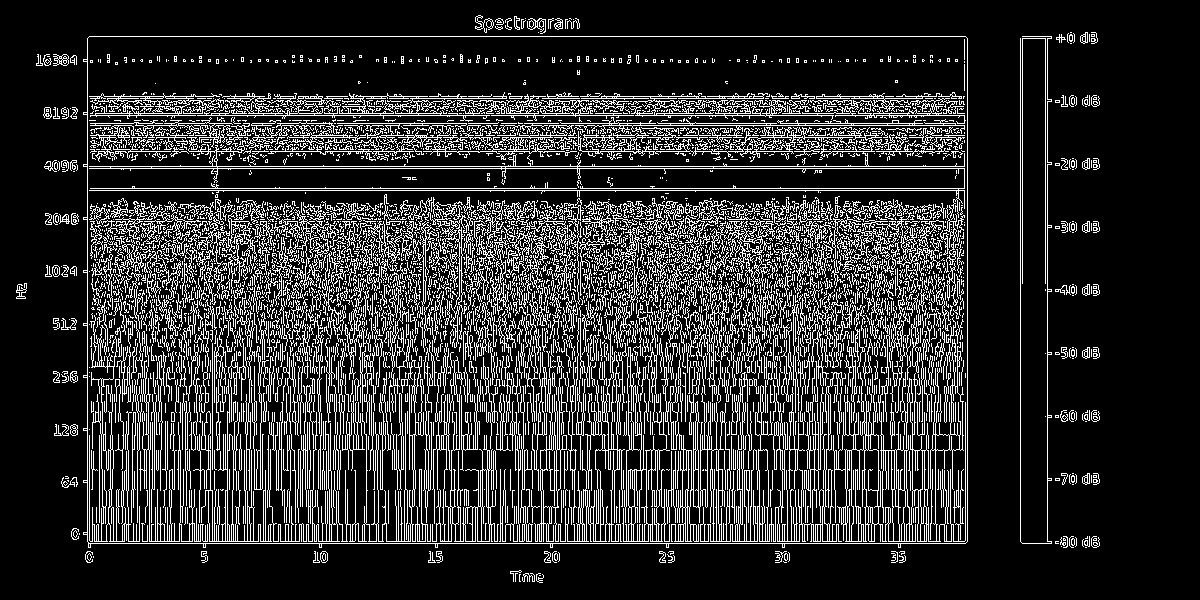 Spectrogram
+0 dB
16384
-10 dB
8192
-20 dB
4096
-30 dB
2048
1024
Hz
-40 dB
512
-50 dB
256
-60 dB
128
-70 dB
64
0
-80 dB
0 5 10 15 20 25 30 35
Time